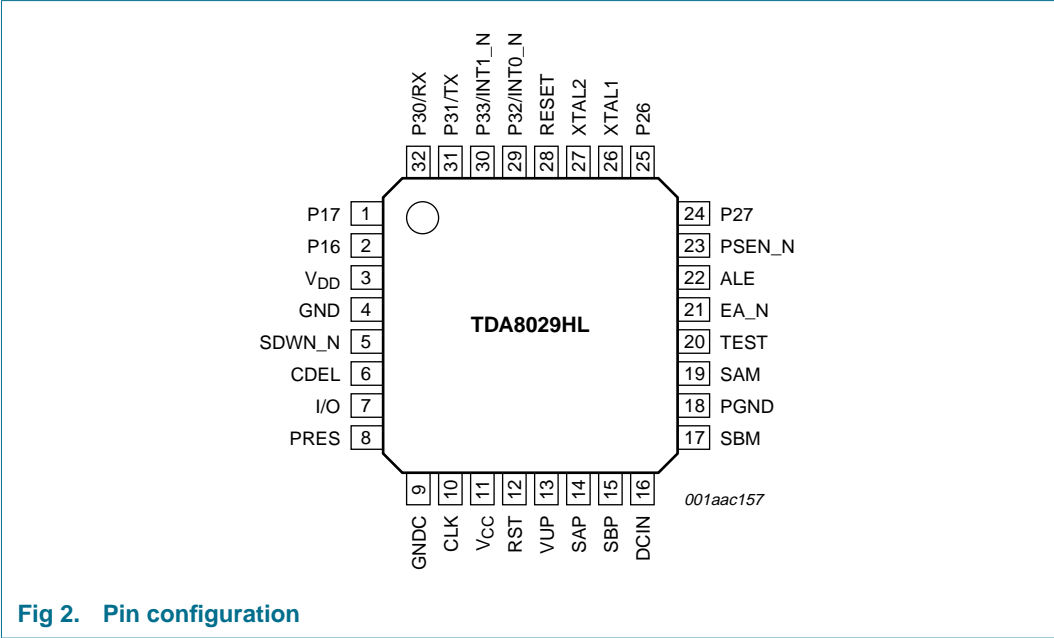 P30/RX
P31/TX
P33/INT1_N
P32/INT0_N
RESET
XTAL2
XTAL1
P26
32
31
30
29
28
27
26
25
P17 1
P16 2
VDD 3
GND 4
SDWN_N 5
CDEL 6
I/O 7
PRES 8
TDA8029HL
24 P27
23 PSEN_N
22 ALE
21 EA_N
20 TEST
19 SAM
18 PGND
17 SBM
9
10
11
12
13
14
15
16
GNDC
CLK
VCC
RST
VUP
SAP
SBP
DCIN
001aac157
Fig 2. Pin configuration